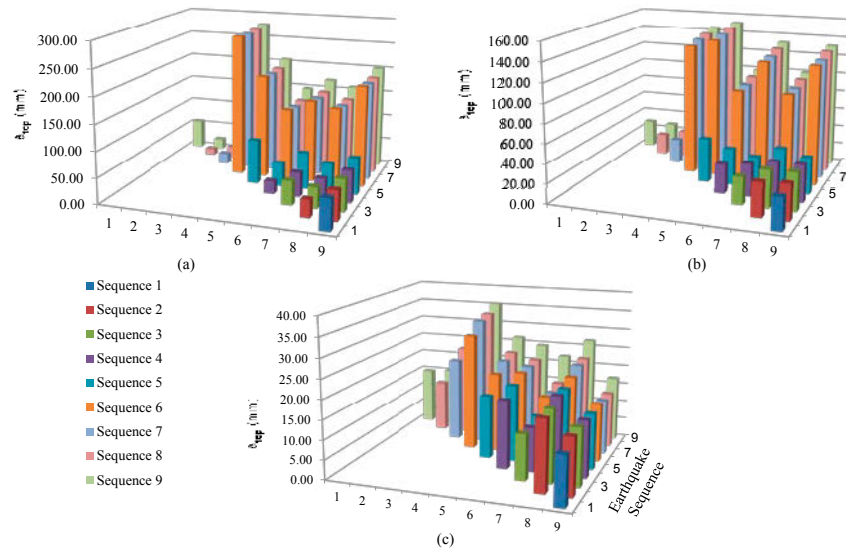 300.00
250.00
200.00
150.00
100.00
50.00
0.00
(mm)
1 2 3 4 5 6 7 8 9
1 3 5 7 9
(a)
160.00
140.00
120.00
100.00
80.00
60.00
40.00
20.00
0.00
(mm)
1 2 3 4 5 6 7 8 9
1 3 5 7
(b)
Sequence 1
Sequence 2
Sequence 3
Sequence 4
Sequence 5
Sequence 6
Sequence 7
Sequence 8
Sequence 9
40.00
35.00
30.00
25.00
20.00
15.00
10.00
5.00
0.00
(mm)
1 2 3 4 5 6 7 8 9
1 3 5 7 9
Earthquake
Sequence
(c)